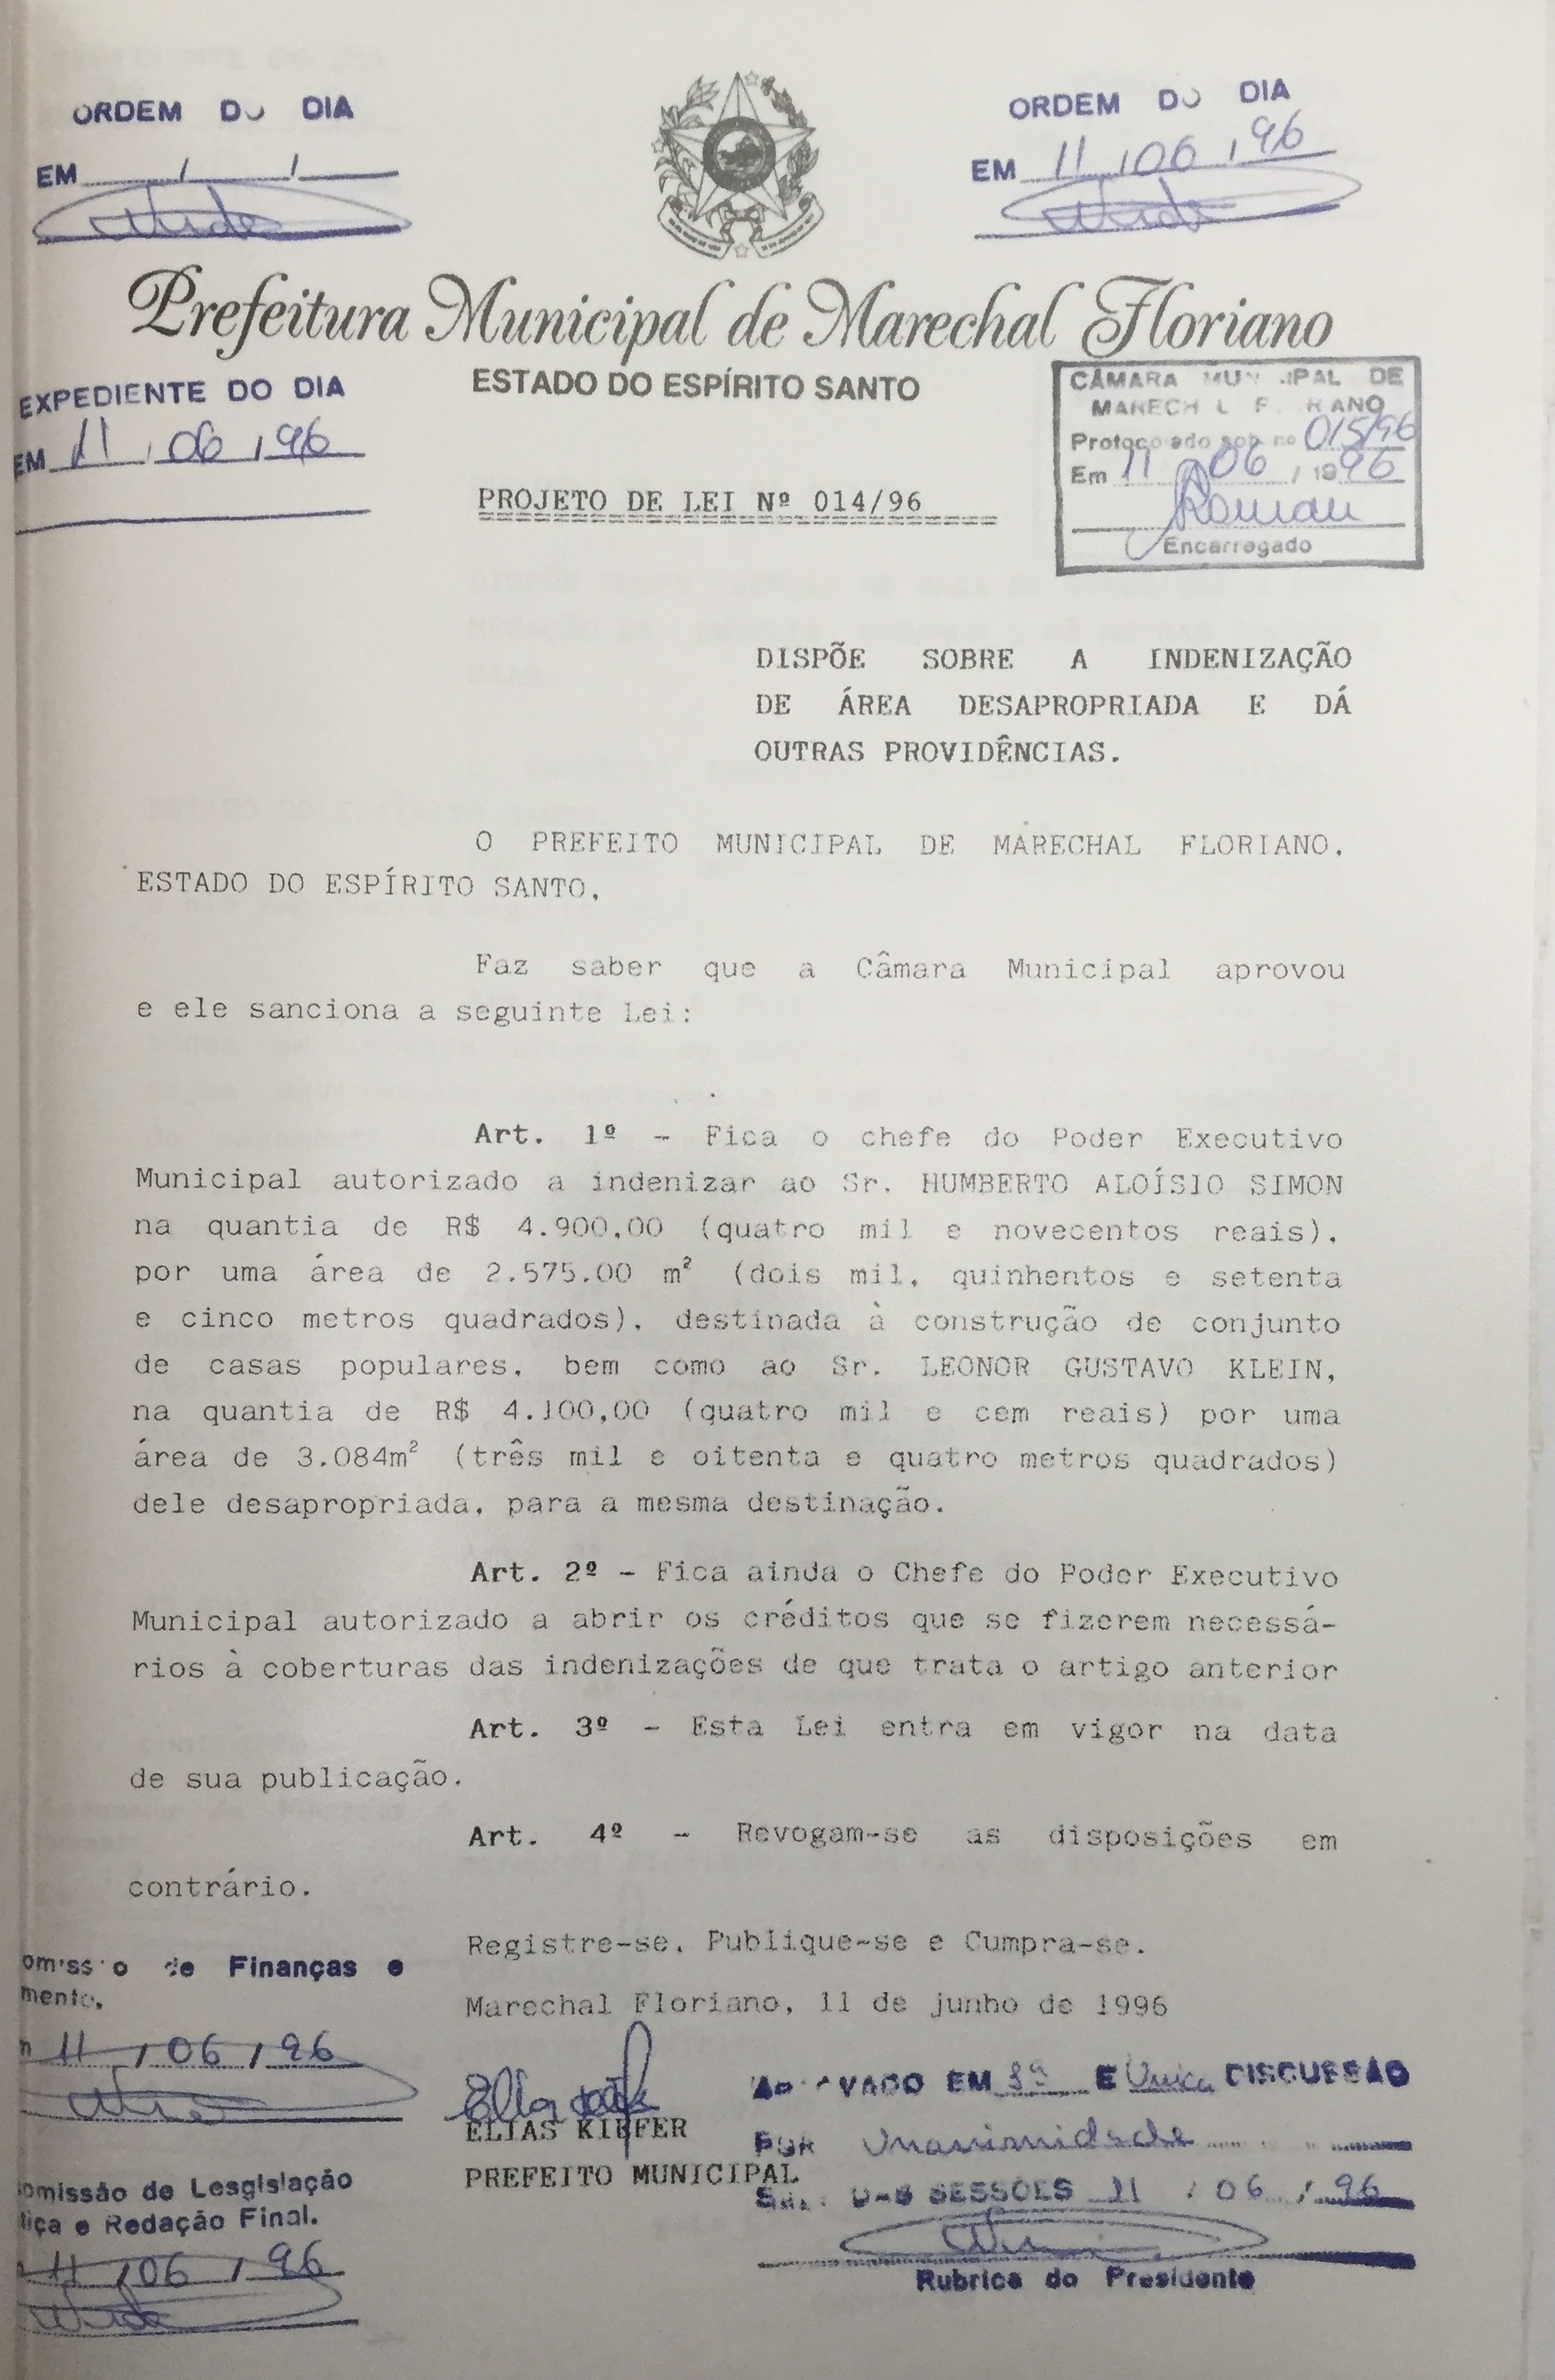 ORDEM DO DIA
EM / /
ORDEM DO DIA
EM 11 / 06 / 96
Prefeitura Municipal de Marechal Floriano
ESTADO DO ESPÍRITO SANTO
EXPEDIENTE DO DIA
EM 11 / 06 / 96
CÂMARA MUNICIPAL DE
MARECHAL FLORIANO
Protocolado sob nº 015/96
Em 11 / 06 / 1996
Encarregado
PROJETO DE LEI Nº 014/96
DISPÕE SOBRE A INDENIZAÇÃO
DE ÁREA DESAPROPRIADA E DÁ
OUTRAS PROVIDÊNCIAS.
O PREFEITO MUNICIPAL DE MARECHAL FLORIANO,
ESTADO DO ESPÍRITO SANTO,
Faz saber que a Câmara Municipal aprovou
e ele sanciona a seguinte Lei:
Art. 1º - Fica o chefe do Poder Executivo
Municipal autorizado a indenizar ao Sr. HUMBERTO ALOÍSIO SIMON
na quantia de R$ 4.900,00 (quatro mil e novecentos reais),
por uma área de 2.575.00 m² (dois mil, quinhentos e setenta
e cinco metros quadrados), destinada à construção de conjunto
de casas populares, bem como ao Sr. LEONOR GUSTAVO KLEIN,
na quantia de R$ 4.100,00 (quatro mil e cem reais) por uma
área de 3.084m² (três mil e oitenta e quatro metros quadrados)
dele desapropriada, para a mesma destinação.
Art. 2º - Fica ainda o Chefe do Poder Executivo
Municipal autorizado a abrir os créditos que se fizerem necessá-
rios à coberturas das indenizações de que trata o artigo anterior
Art. 3º - Esta Lei entra em vigor na data
de sua publicação.
Art. 4º - Revogam-se as disposições em
contrário.
Registre-se, Publique-se e Cumpra-se.
Marechal Floriano, 11 de junho de 1996
ELIAS KIEFER
PREFEITO MUNICIPAL
omissão de Finanças e
mento,
11 / 06 / 96
omissão de Lesgislação
tiça e Redação Final.
11 / 06 / 96
APROVADO EM E Única DISCUSSÃO
POR Unanimidade
SALA DAS SESSÕES 11 / 06 / 96
Rubrica do Presidente